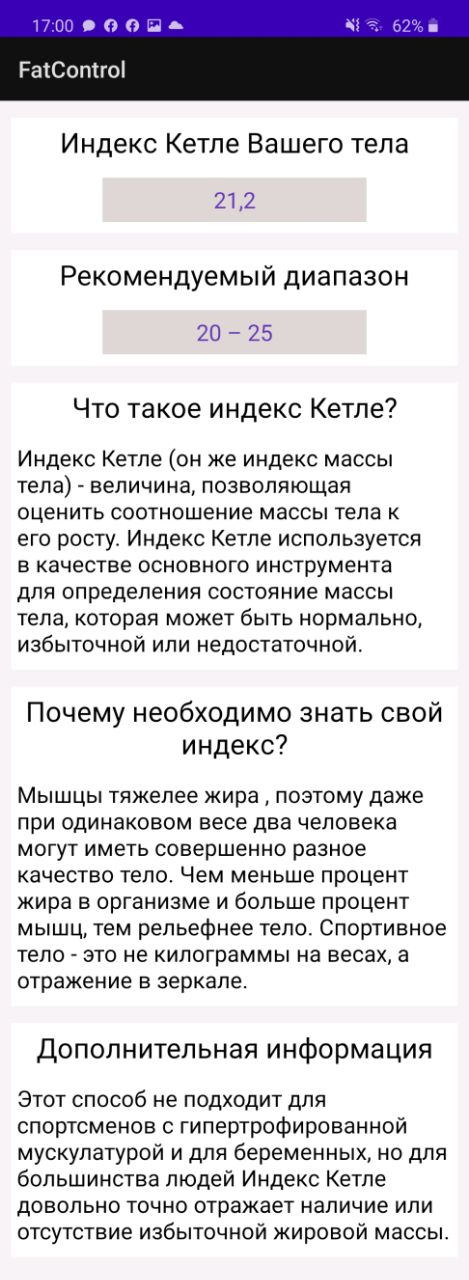 17:00
62%
FatControl
Индекс Кетле Вашего тела
21,2
Рекомендуемый диапазон
20 – 25
Что такое индекс Кетле?
Индекс Кетле (он же индекс массы
тела) - величина, позволяющая
оценить соотношение массы тела к
его росту. Индекс Кетле используется
в качестве основного инструмента
для определения состояние массы
тела, которая может быть нормально,
избыточной или недостаточной.
Почему необходимо знать свой
индекс?
Мышцы тяжелее жира , поэтому даже
при одинаковом весе два человека
могут иметь совершенно разное
качество тело. Чем меньше процент
жира в организме и больше процент
мышц, тем рельефнее тело. Спортивное
тело - это не килограммы на весах, а
отражение в зеркале.
Дополнительная информация
Этот способ не подходит для
спортсменов с гипертрофированной
мускулатурой и для беременных, но для
большинства людей Индекс Кетле
довольно точно отражает наличие или
отсутствие избыточной жировой массы.